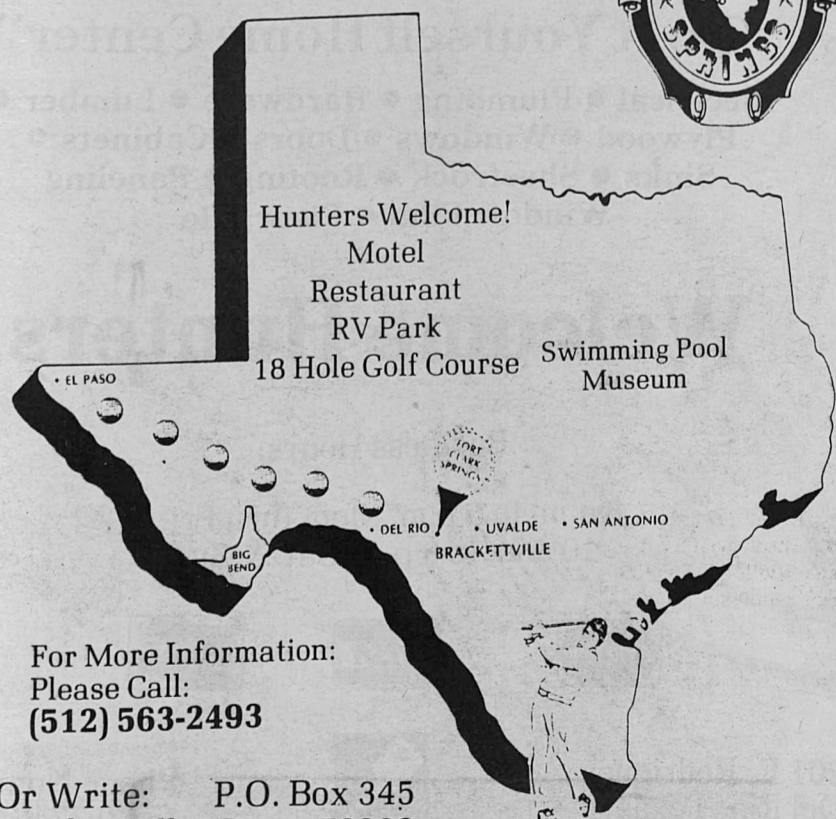 SPRINGS
Hunters Welcome!
Motel
Restaurant
RV Park
18 Hole Golf Course
Swimming Pool
Museum
• EL PASO
FORT
CLARK
SPRINGS
• DEL RIO
• UVALDE
• SAN ANTONIO
BRACKETTVILLE
BIG
BEND
For More Information:
Please Call:
(512) 563-2493
Or Write: P.O. Box 345